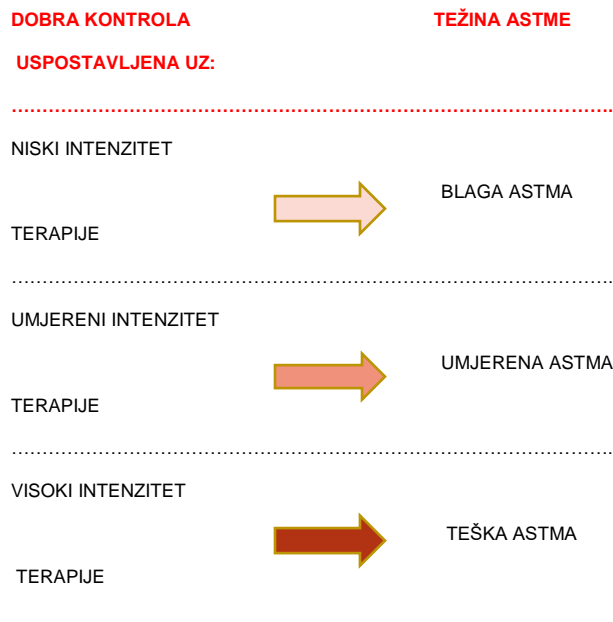 DOBRA KONTROLA TEŽINA ASTME
USPOSTAVLJENA UZ:
NISKI INTENZITET
BLAGA ASTMA
TERAPIJE
UMJERENI INTENZITET
UMJERENA ASTMA
TERAPIJE
VISOKI INTENZITET
TEŠKA ASTMA
TERAPIJE